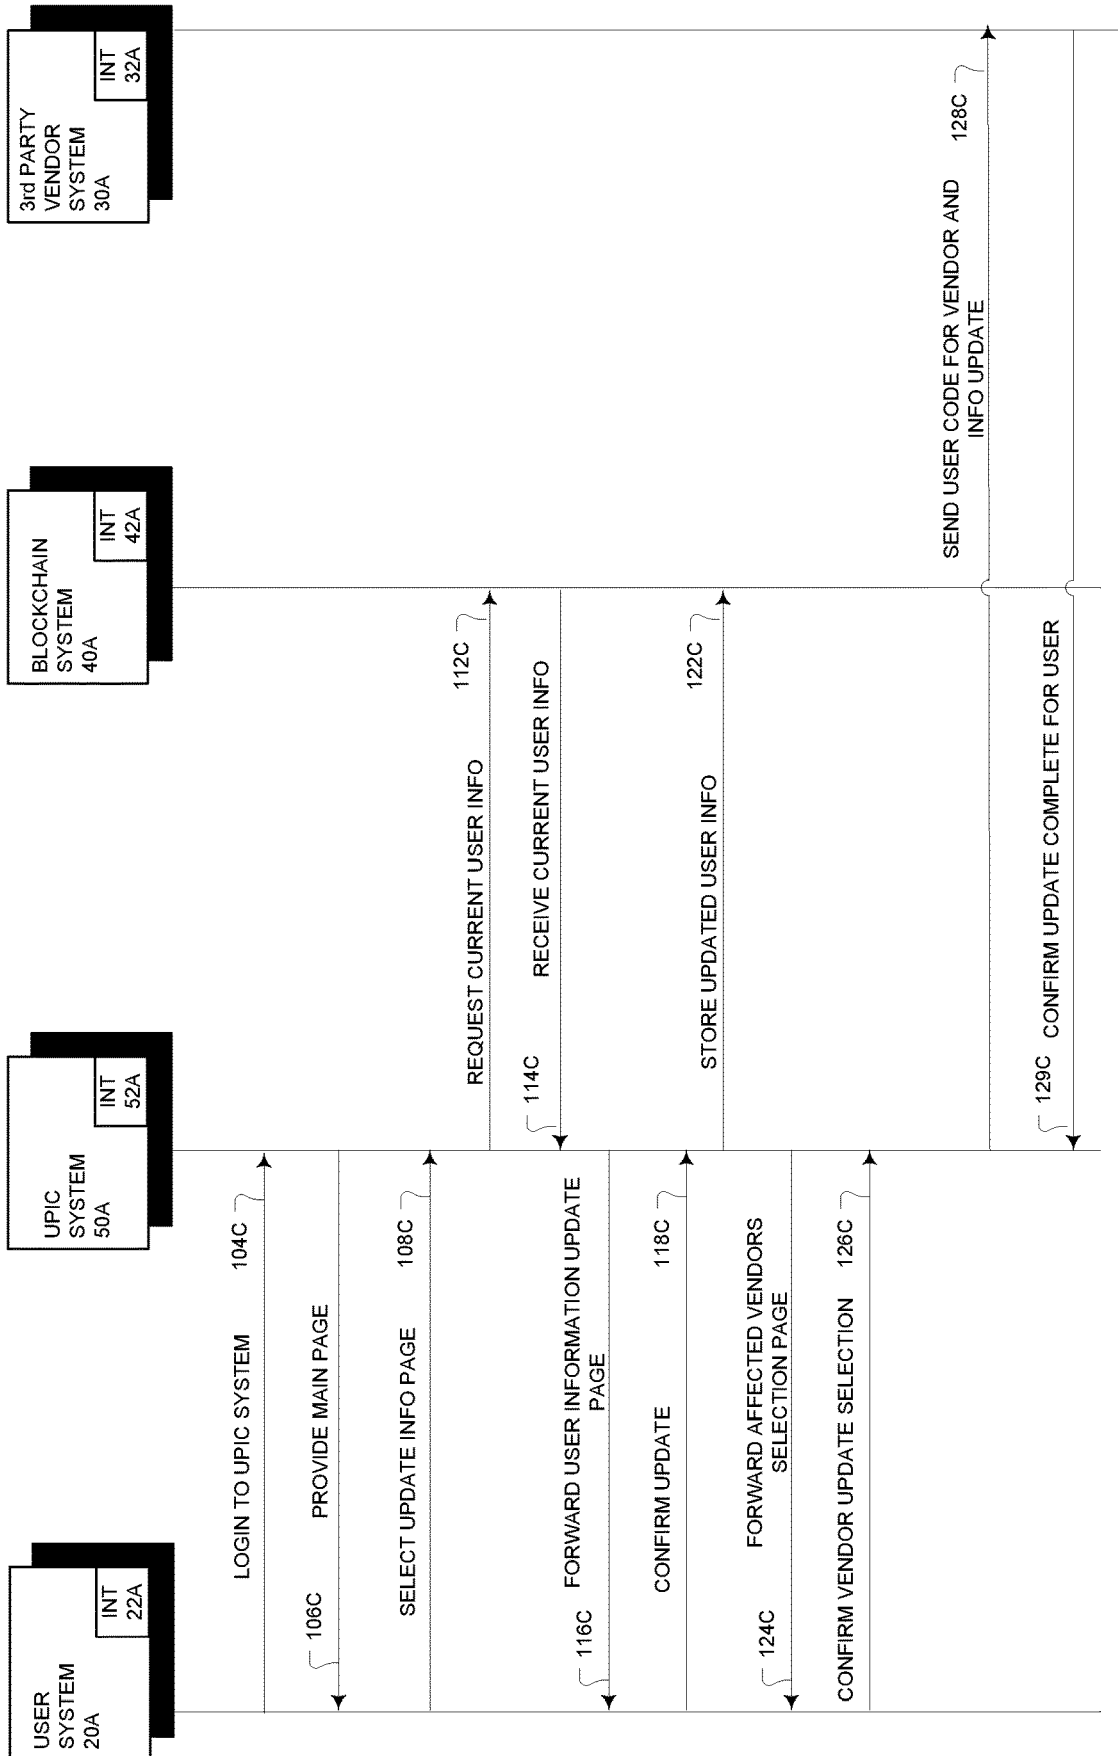 USER
SYSTEM
20A
INT
22A
UPIC
SYSTEM
50A
INT
52A
BLOCKCHAIN
SYSTEM
40A
INT
42A
3rd PARTY
VENDOR
SYSTEM
30A
INT
32A
LOGIN TO UPIC SYSTEM
104C
106C
PROVIDE MAIN PAGE
SELECT UPDATE INFO PAGE
108C
REQUEST CURRENT USER INFO
112C
114C
RECEIVE CURRENT USER INFO
116C
FORWARD USER INFORMATION UPDATE
PAGE
CONFIRM UPDATE
118C
STORE UPDATED USER INFO
122C
124C
FORWARD AFFECTED VENDORS
SELECTION PAGE
CONFIRM VENDOR UPDATE SELECTION
126C
SEND USER CODE FOR VENDOR AND
INFO UPDATE
128C
129C
CONFIRM UPDATE COMPLETE FOR USER